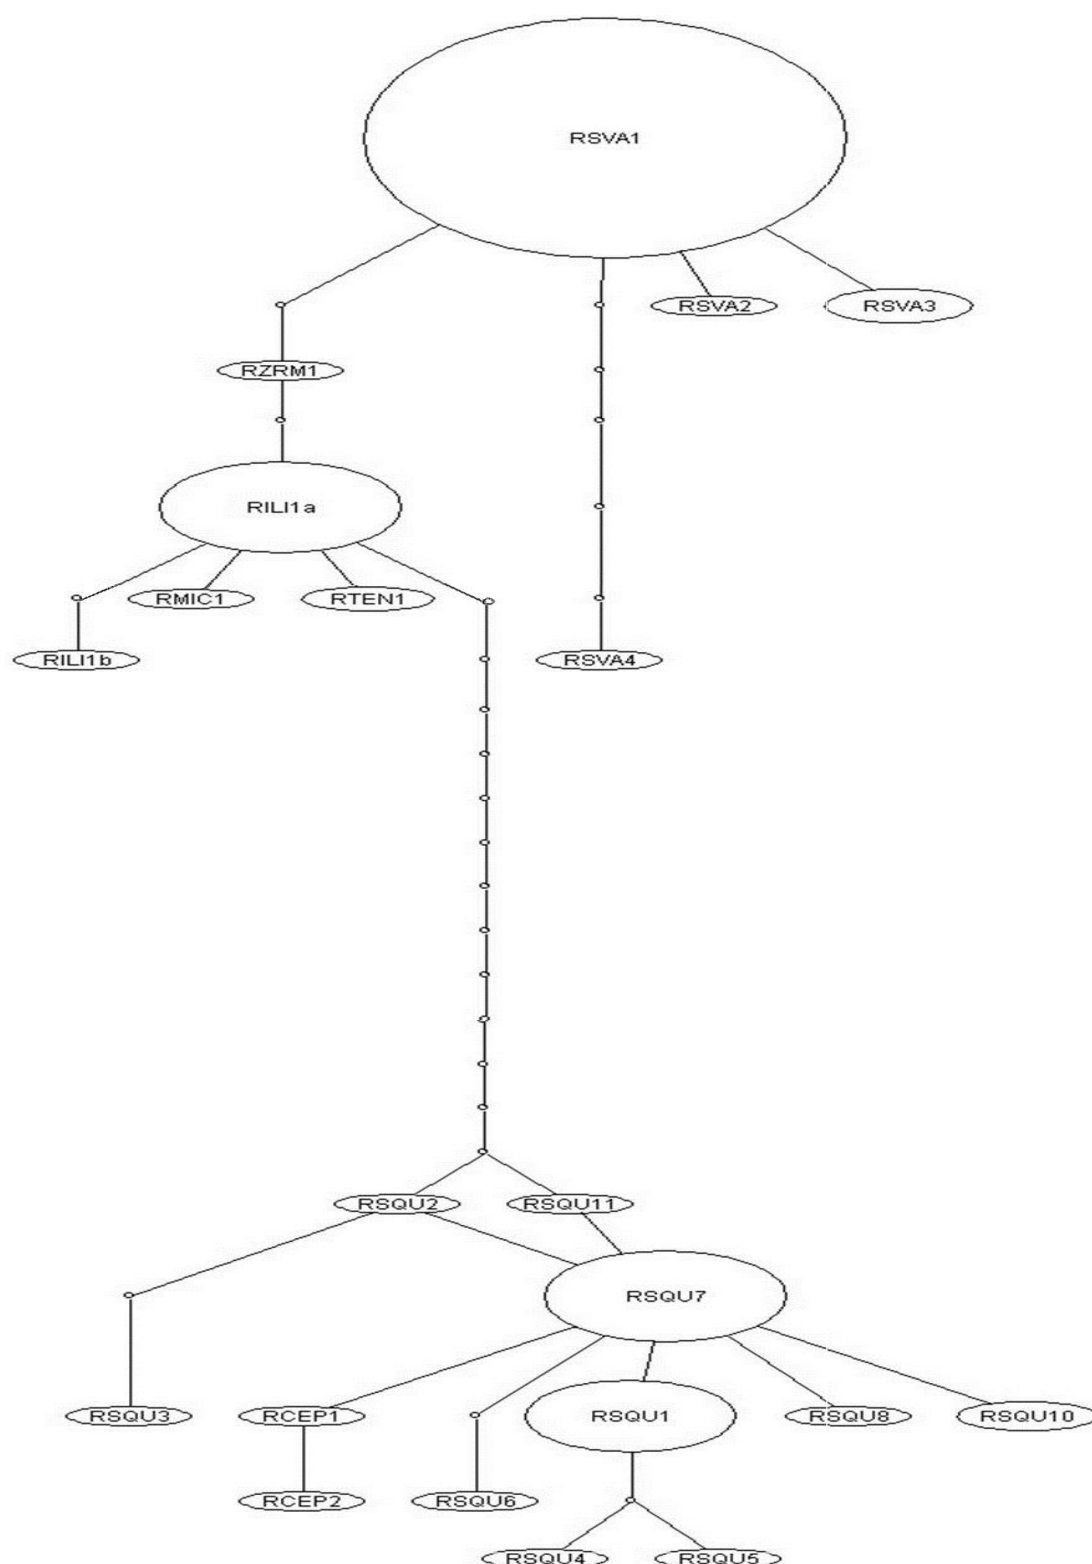 RSVA1
RSVA2
RSVA3
RZRM1
RILI1a
RMIC1
RTEN1
RILI1b
RSVA4
RSQU2
RSQU11
RSQU7
RSQU3
RCEP1
RSQU1
RSQU8
RSQU10
RCEP2
RSQU6
RSQU4
RSQU5